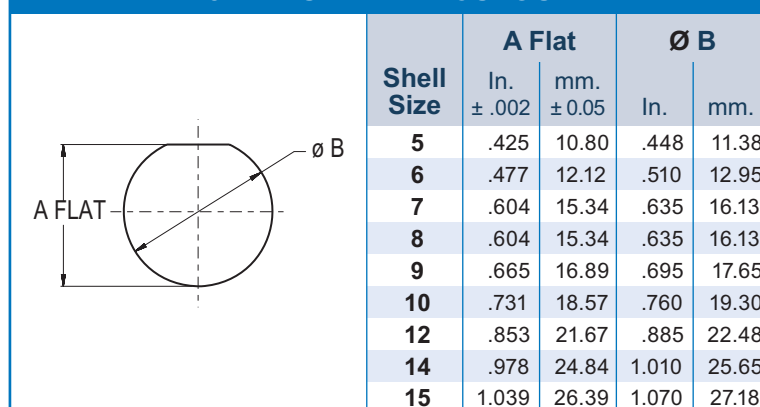 A FLAT
ø B
A Flat Ø B
Shell Size In. ± .002 mm. ± 0.05 In. mm.
5 .425 10.80 .448 11.38
6 .477 12.12 .510 12.95
7 .604 15.34 .635 16.13
8 .604 15.34 .635 16.13
9 .665 16.89 .695 17.65
10 .731 18.57 .760 19.30
12 .853 21.67 .885 22.48
14 .978 24.84 1.010 25.65
15 1.039 26.39 1.070 27.18